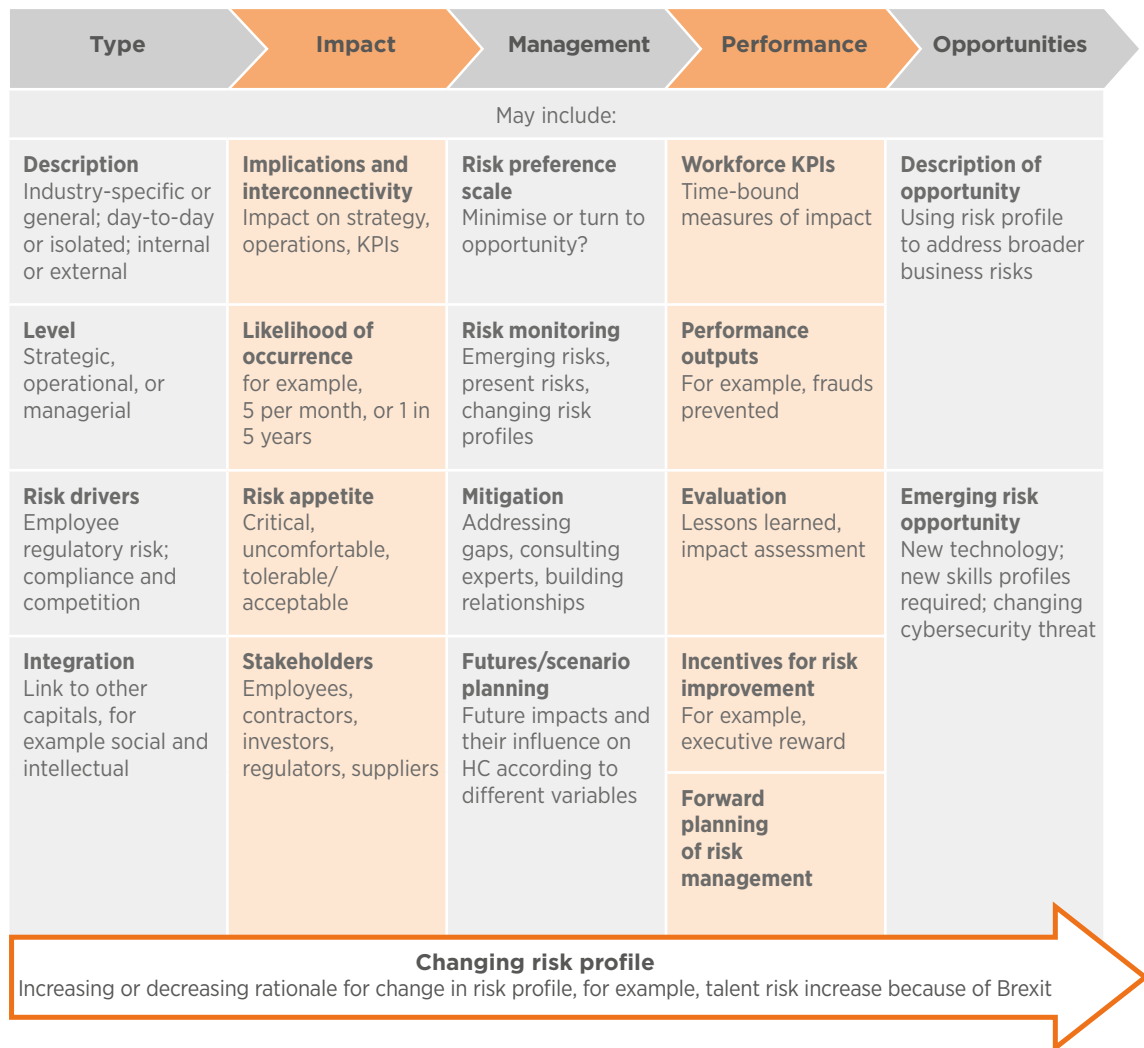 Type
Impact
Management
Performance
Opportunities
May include:
Description
Industry-specific or
general; day-to-day
or isolated; internal
or external
Implications and
interconnectivity
Impact on strategy,
operations, KPIs
Risk preference
scale
Minimise or turn to
opportunity?
Workforce KPIs
Time-bound
measures of impact
Description of
opportunity
Using risk profile
to address broader
business risks
Level
Strategic,
operational, or
managerial
Likelihood of
occurrence
for example,
5 per month, or 1 in
5 years
Risk monitoring
Emerging risks,
present risks,
changing risk
profiles
Performance
outputs
For example, frauds
prevented
Risk drivers
Employee
regulatory risk;
compliance and
competition
Risk appetite
Critical,
uncomfortable,
tolerable/
acceptable
Mitigation
Addressing
gaps, consulting
experts, building
relationships
Evaluation
Lessons learned,
impact assessment
Emerging risk
opportunity
New technology;
new skills profiles
required; changing
cybersecurity threat
Integration
Link to other
capitals, for
example social and
intellectual
Stakeholders
Employees,
contractors,
investors,
regulators, suppliers
Futures/scenario
planning
Future impacts and
their influence on
HC according to
different variables
Incentives for risk
improvement
For example,
executive reward
Forward
planning
of risk
management
Changing risk profile
Increasing or decreasing rationale for change in risk profile, for example, talent risk increase because of Brexit